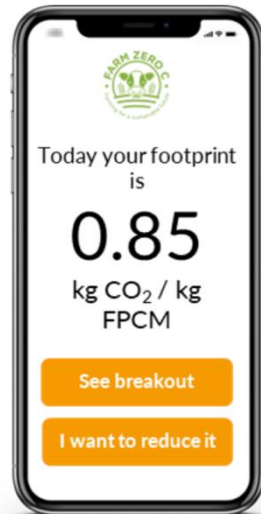 FARM ZERO C
Today your footprint
is
0.85
kg CO₂ / kg
FPCM
See breakout
I want to reduce it